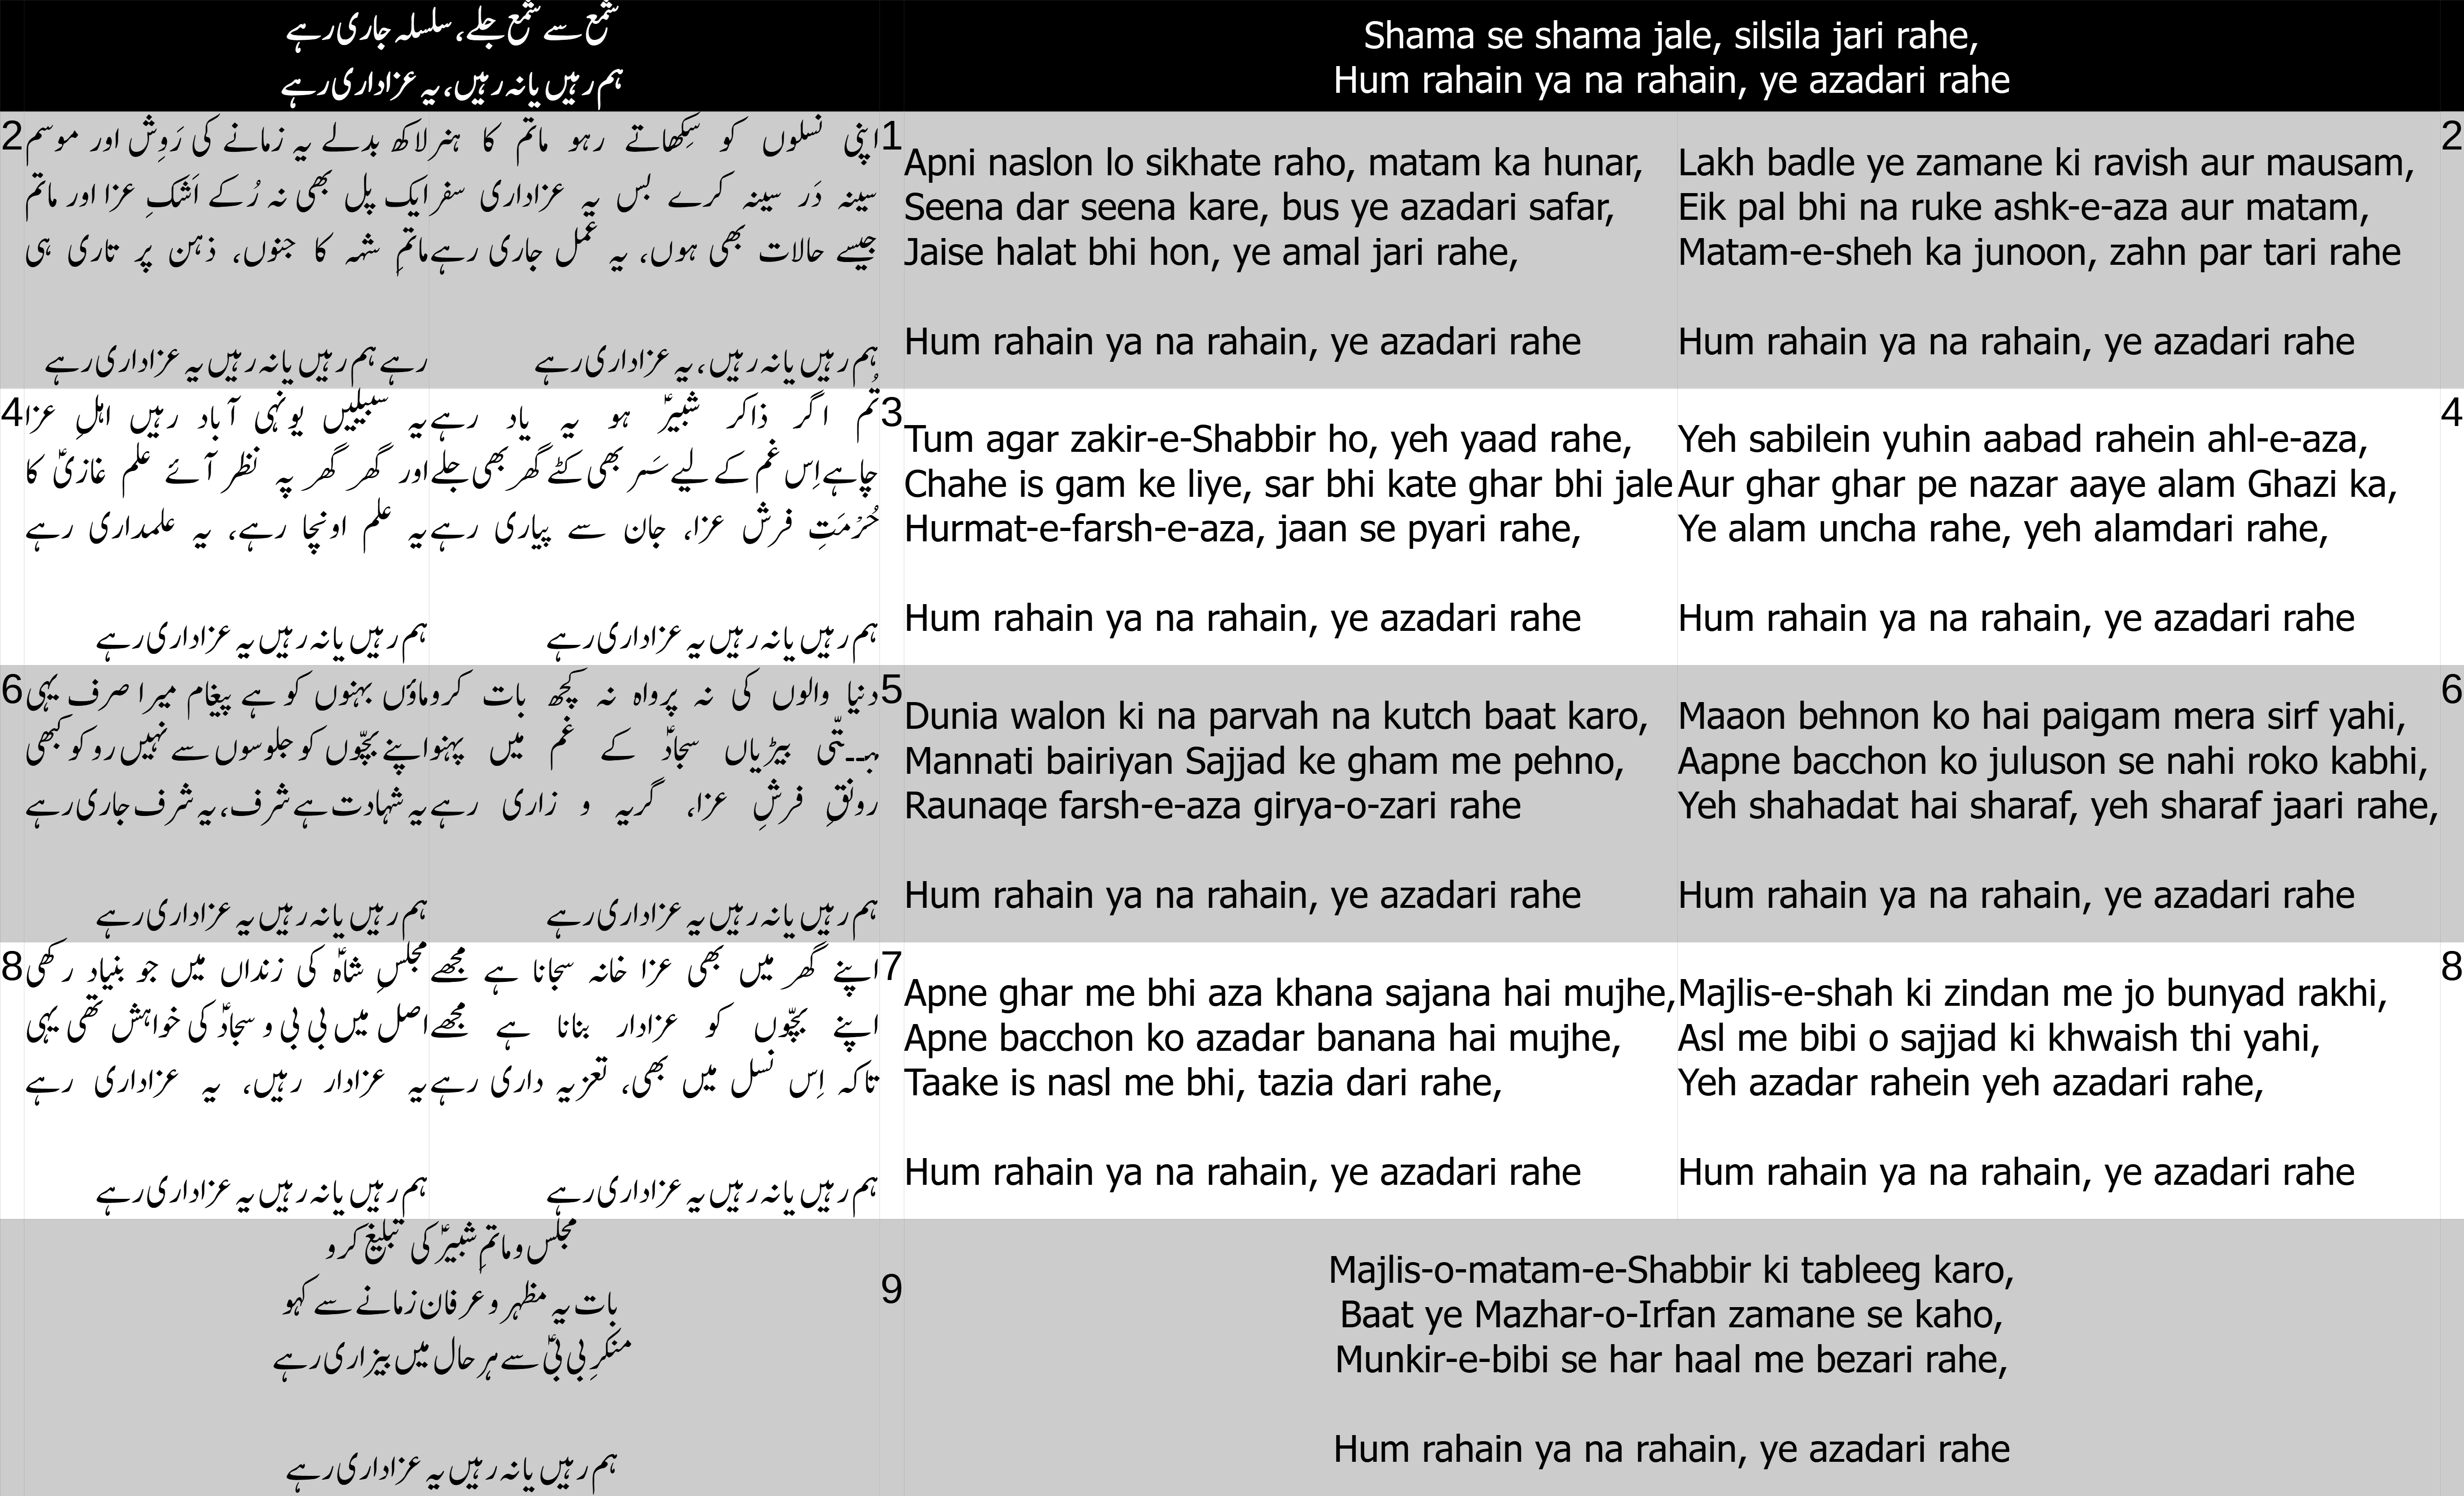 شمع سے شمع جلے، سلسلہ جاری رہے
ہم رہیں یا نہ رہیں، یہ عزاداری رہے
Shama se shama jale, silsila jari rahe,
Hum rahain ya na rahain, ye azadari rahe
1
اپنی نسلوں کو سِکھاتے رہو ماتم کا ہنر
سینہ دَر سینہ کرے بس یہ عزاداری سفر
جیسے حالات بھی ہوں، یہ عمل جاری رہے
ہم رہیں یا نہ رہیں، یہ عزاداری رہے
2
لاکھ بدلے یہ زمانے کی رَوِش اور موسم
ایک پل بھی نہ رُکے اَشکِ عزا اور ماتم
ماتمِ شہہ کا جنوں، ذہن پر تاری ہی
رہے ہم رہیں یا نہ رہیں یہ عزاداری رہے
Apni naslon lo sikhate raho, matam ka hunar,
Seena dar seena kare, bus ye azadari safar,
Jaise halat bhi hon, ye amal jari rahe,
Hum rahain ya na rahain, ye azadari rahe
2
Lakh badle ye zamane ki ravish aur mausam,
Eik pal bhi na ruke ashk-e-aza aur matam,
Matam-e-sheh ka junoon, zahn par tari rahe
Hum rahain ya na rahain, ye azadari rahe
3
تُم اگر ذاکر شبیرؑ ہو یہ یاد رہے
چاہے اِس غم کے لیے سَر بھی کٹے گھر بھی جلے
حُرْمَتِ فرش عزا، جان سے پیاری رہے
ہم رہیں یا نہ رہیں یہ عزاداری رہے
4
یہ سبیلیں یونہی آباد رہیں اہلِ عزا
اور گھر گھر پہ نظر آئے علم غازیؑ کا
یہ علم اونچا رہے، یہ علمداری رہے
ہم رہیں یا نہ رہیں یہ عزاداری رہے
Tum agar zakir-e-Shabbir ho, yeh yaad rahe,
Chahe is gam ke liye, sar bhi kate ghar bhi jale
Hurmat-e-farsh-e-aza, jaan se pyari rahe,
Hum rahain ya na rahain, ye azadari rahe
4
Yeh sabilein yuhin aabad rahein ahl-e-aza,
Aur ghar ghar pe nazar aaye alam Ghazi ka,
Ye alam uncha rahe, yeh alamdari rahe,
Hum rahain ya na rahain, ye azadari rahe
5
دنیا والوں کی نہ پرواہ نہ کچھ بات کرو
منّتی بیڑیاں سجادؑ کے غم میں پہنو
رونقِ فرشِ عزا، گریہ و زاری رہے
ہم رہیں یا نہ رہیں یہ عزاداری رہے
6
ماؤں بہنوں کو ہے پیغام میرا صرف یہی
اپنے بچّوں کو جلوسوں سے نہیں روکو کبھی
یہ شہادت ہے شرف، یہ شرف جاری رہے
ہم رہیں یا نہ رہیں یہ عزاداری رہے
Dunia walon ki na parvah na kutch baat karo,
Mannati bairiyan Sajjad ke gham me pehno,
Raunaqe farsh-e-aza girya-o-zari rahe
Hum rahain ya na rahain, ye azadari rahe
6
Maaon behnon ko hai paigam mera sirf yahi,
Aapne bacchon ko juluson se nahi roko kabhi,
Yeh shahadat hai sharaf, yeh sharaf jaari rahe,
Hum rahain ya na rahain, ye azadari rahe
7
اپنے گھر میں بھی عزا خانہ سجانا ہے مجھے
اپنے بچّوں کو عزادار بنانا ہے مجھے
تاکہ اِس نسل میں بھی، تعزیہ داری رہے
ہم رہیں یا نہ رہیں یہ عزاداری رہے
8
مجلسِ شاہؑ کی زنداں میں جو بنیاد رکھی
اصل میں بی بی و سجادؑ کی خواہش تھی یہی
یہ عزادار رہیں، یہ عزاداری رہے
ہم رہیں یا نہ رہیں یہ عزاداری رہے
Apne ghar me bhi aza khana sajana hai mujhe,
Apne bacchon ko azadar banana hai mujhe,
Taake is nasl me bhi, tazia dari rahe,
Hum rahain ya na rahain, ye azadari rahe
8
Majlis-e-shah ki zindan me jo bunyad rakhi,
Asl me bibi o sajjad ki khwaish thi yahi,
Yeh azadar rahein yeh azadari rahe,
Hum rahain ya na rahain, ye azadari rahe
9
مجلس و ماتمِ شبیرؑ کی تبلیغ کرو
بات یہ مظہر و عرفان زمانے سے کہو
منکرِ بی بیؑ سے ہر حال میں بیزاری رہے
ہم رہیں یا نہ رہیں یہ عزاداری رہے
Majlis-o-matam-e-Shabbir ki tableeg karo,
Baat ye Mazhar-o-Irfan zamane se kaho,
Munkir-e-bibi se har haal me bezari rahe,
Hum rahain ya na rahain, ye azadari rahe